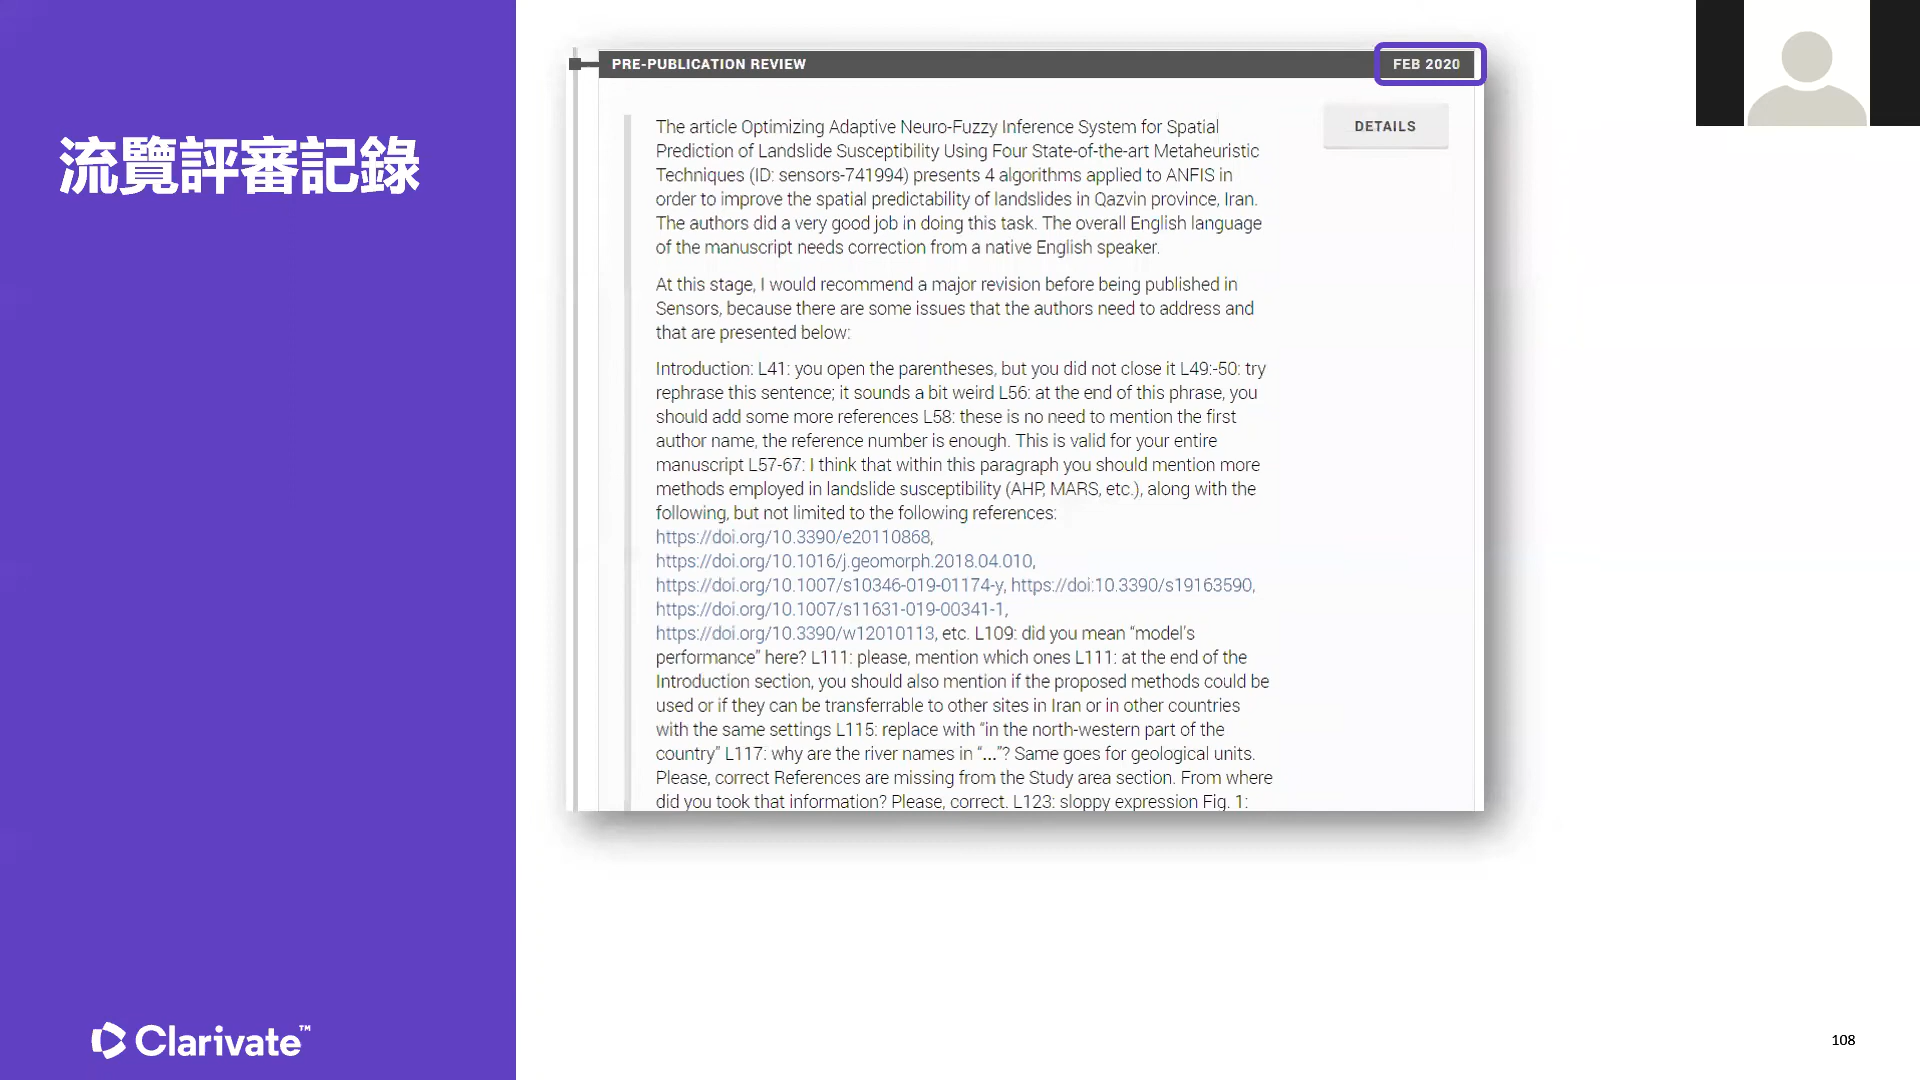 流覽評審記錄
PRE-PUBLICATION REVIEW
FEB 2020
DETAILS
The article Optimizing Adaptive Neuro-Fuzzy Inference System for Spatial
Prediction of Landslide Susceptibility Using Four State-of-the-art Metaheuristic
Techniques (ID: sensors-741994) presents 4 algorithms applied to ANFIS in
order to improve the spatial predictability of landslides in Qazvin province, Iran.
The authors did a very good job in doing this task. The overall English language
of the manuscript needs correction from a native English speaker.
At this stage, I would recommend a major revision before being published in
Sensors, because there are some issues that the authors need to address and
that are presented below:
Introduction: L41: you open the parentheses, but you did not close it L49:-50: try
rephrase this sentence; it sounds a bit weird L56: at the end of this phrase, you
should add some more references L58: these is no need to mention the first
author name, the reference number is enough. This is valid for your entire
manuscript L57-67: I think that within this paragraph you should mention more
methods employed in landslide susceptibility (AHP, MARS, etc.), along with the
following, but not limited to the following references:
https://doi.org/10.3390/e20110868,
https://doi.org/10.1016/j.geomorph.2018.04.010,
https://doi.org/10.1007/s10346-019-01174-y, https://doi:10.3390/s19163590,
https://doi.org/10.1007/s11631-019-00341-1,
https://doi.org/10.3390/w12010113, etc. L109: did you mean “model’s
performance” here? L111: please, mention which ones L111: at the end of the
Introduction section, you should also mention if the proposed methods could be
used or if they can be transferrable to other sites in Iran or in other countries
with the same settings L115: replace with “in the north-western part of the
country” L117: why are the river names in “...”? Same goes for geological units.
Please, correct References are missing from the Study area section. From where
did you took that information? Please, correct. L123: sloppy expression Fig. 1:
Clarivate™
108